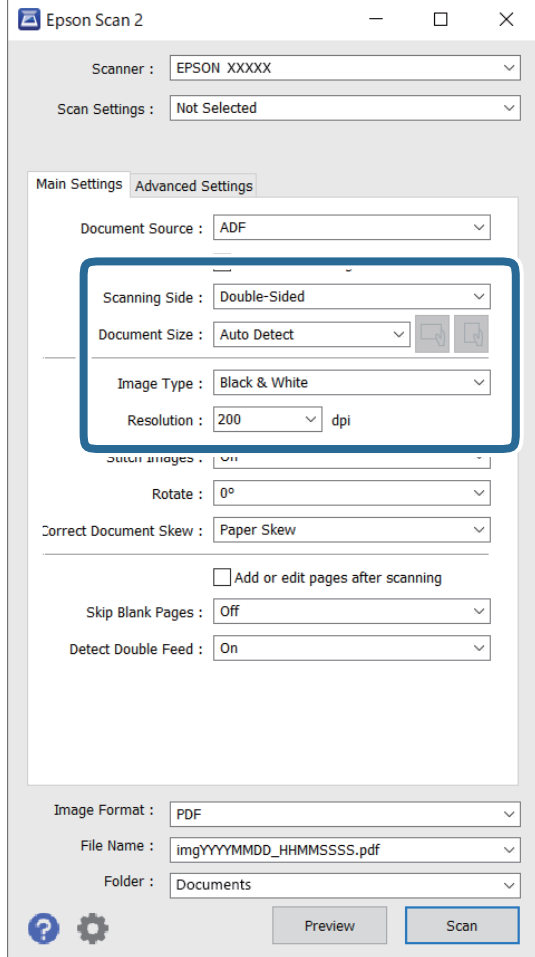 Epson Scan 2
Scanner : EPSON XXXXX
Scan Settings : Not Selected
Main Settings Advanced Settings
Document Source : ADF
Scanning Side : Double-Sided
Document Size : Auto Detect
Image Type : Black & White
Resolution : 200 dpi
Stitch Images : On
Rotate : 0°
Correct Document Skew : Paper Skew
Add or edit pages after scanning
Skip Blank Pages : Off
Detect Double Feed : On
Image Format : PDF
File Name : imgYYYYMMDD_HHMMSSSS.pdf
Folder : Documents
? Preview Scan